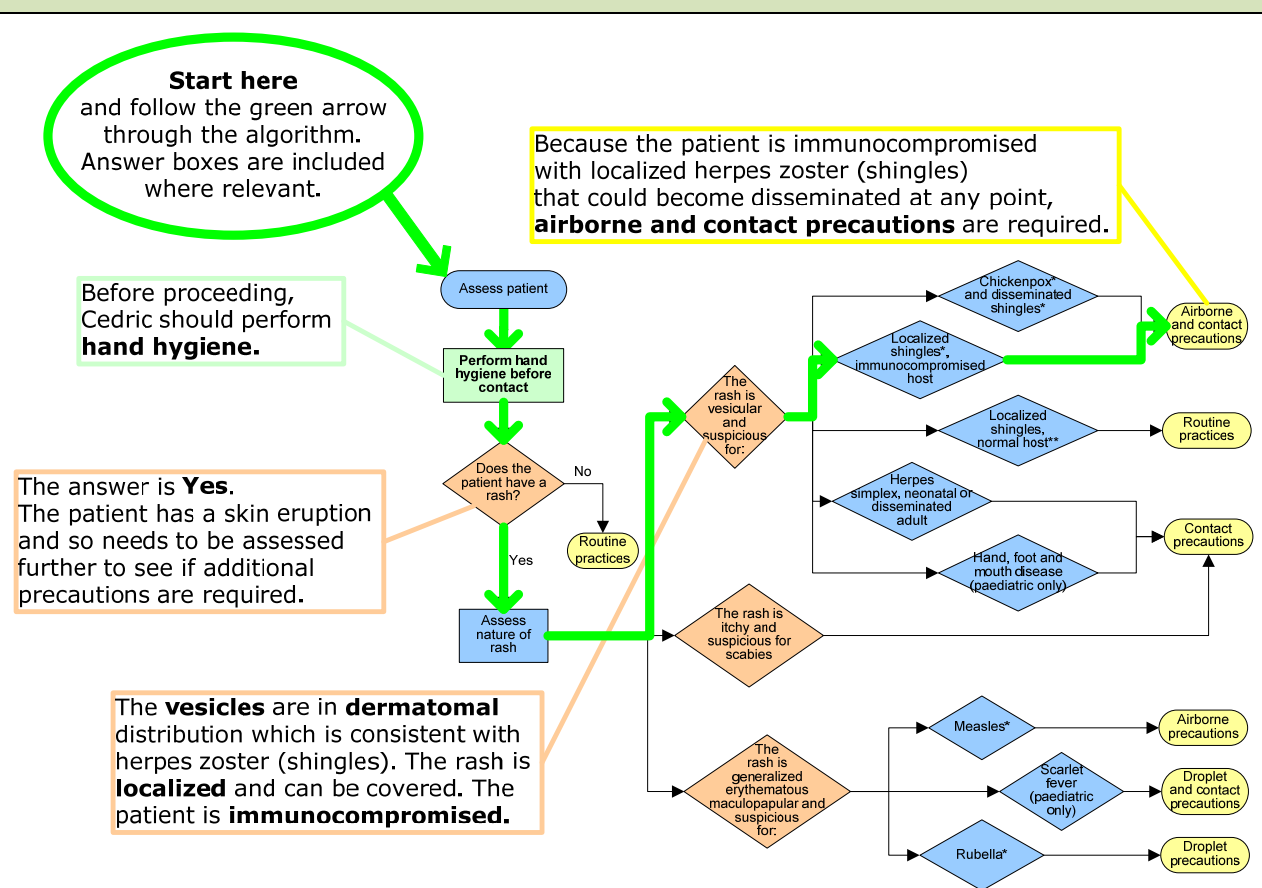 Start here
and follow the green arrow
through the algorithm.
Answer boxes are included
where relevant.
Because the patient is immunocompromised
with localized herpes zoster (shingles)
that could become disseminated at any point,
airborne and contact precautions are required.
Before proceeding,
Cedric should perform
hand hygiene.
Assess patient
Perform hand
hygiene before
contact
Does the
patient have a
rash?
No
Routine
practices
Yes
The answer is Yes.
The patient has a skin eruption
and so needs to be assessed
further to see if additional
precautions are required.
Assess
nature of
rash
The
rash is
vesicular
and
suspicious
for:
Chickenpox*
and disseminated
shingles*
Localized
shingles*,
immunocompromised
host
Airborne
and contact
precautions
Localized
shingles,
normal host**
Routine
practices
Herpes
simplex, neonatal or
disseminated
adult
Hand, foot and
mouth disease
(paediatric only)
Contact
precautions
The rash is
itchy and
suspicious for
scabies
The vesicles are in dermatomal
distribution which is consistent with
herpes zoster (shingles). The rash is
localized and can be covered. The
patient is immunocompromised.
The
rash is
generalized
erythematous
maculopapular and
suspicious
for:
Measles*
Airborne
precautions
Scarlet
fever
(paediatric
only)
Droplet
and contact
precautions
Rubella*
Droplet
precautions